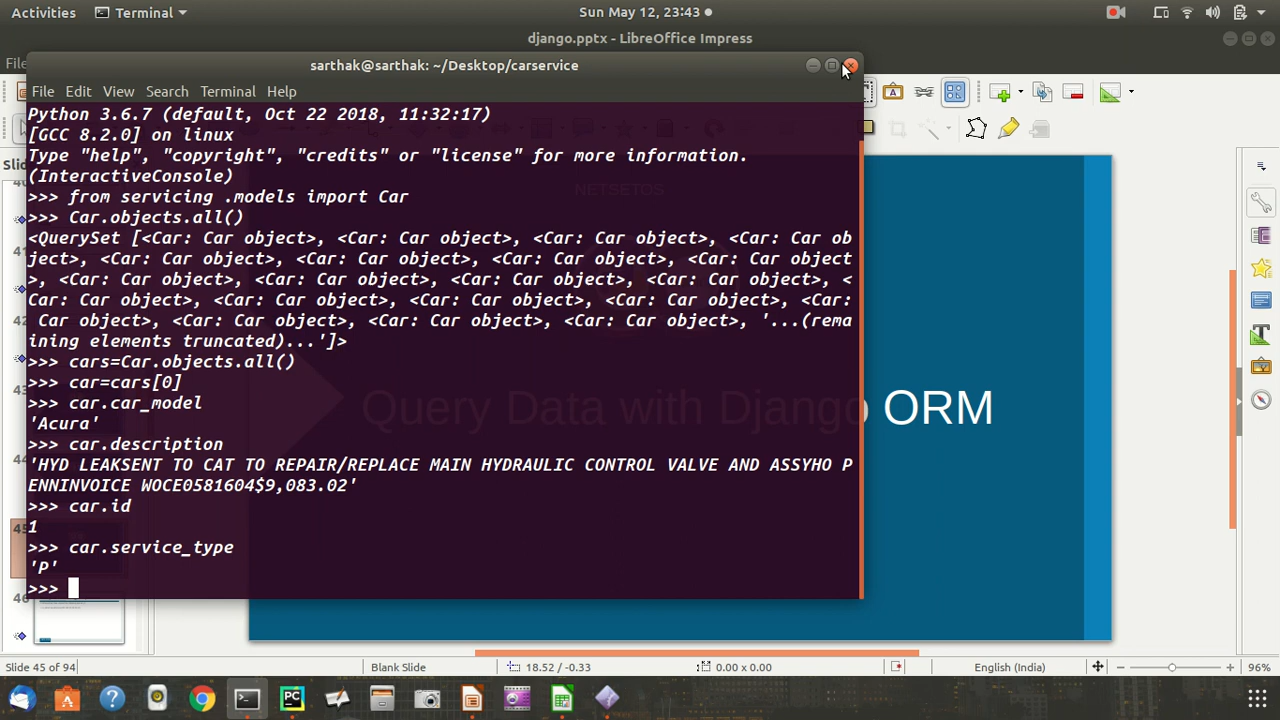 Activities
Terminal
Sun May 12, 23:43
django.pptx - LibreOffice Impress
sarthak@sarthak: ~/Desktop/carservice
File Edit View Search Terminal Help
Python 3.6.7 (default, Oct 22 2018, 11:32:17)
[GCC 8.2.0] on linux
Type "help", "copyright", "credits" or "license" for more information.
(InteractiveConsole)
>>> from servicing .models import Car
>>> Car.objects.all()
<QuerySet [<Car: Car object>, <Car: Car object>, <Car: Car object>, <Car: Car ob
ject>, <Car: Car object>, <Car: Car object>, <Car: Car object>, <Car: Car object
>, <Car: Car object>, <Car: Car object>, <Car: Car object>, <Car: Car object>, <
Car: Car object>, <Car: Car object>, <Car: Car object>, <Car: Car object>, <Car:
 Car object>, <Car: Car object>, <Car: Car object>, <Car: Car object>, '...(rema
ining elements truncated)...']>
>>> cars=Car.objects.all()
>>> car=cars[0]
>>> car.car_model
'Acura'
>>> car.description
'HYD LEAKSENT TO CAT TO REPAIR/REPLACE MAIN HYDRAULIC CONTROL VALVE AND ASSYHO P
ENNINVOICE WOCE0581604$9,083.02'
>>> car.id
1
>>> car.service_type
'P'
>>>
NETSETOS
Query Data with Django ORM
41
42
43
44
45
46
Slide 45 of 94
Blank Slide
18.52 / -0.33
0.00 x 0.00
English (India)
96%